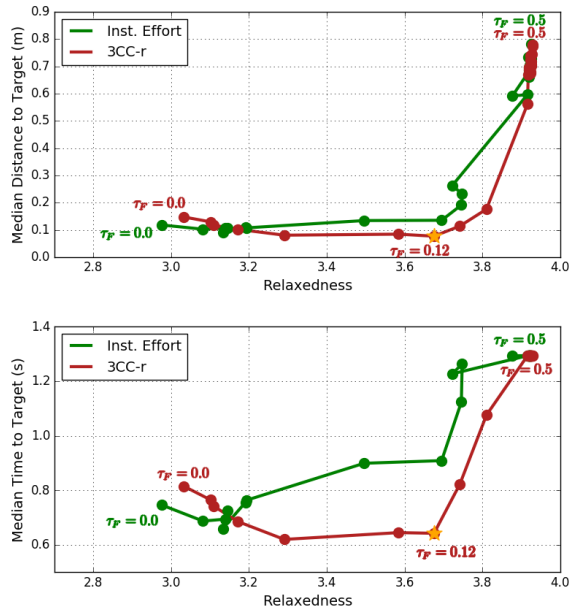 0.9
0.8
0.7
0.6
0.5
0.4
0.3
0.2
0.1
0.0
Median Distance to Target (m)
Inst. Effort
3CC-r
τF = 0.5
τF = 0.5
τF = 0.0
τF = 0.0
τF = 0.12
2.8 3.0 3.2 3.4 3.6 3.8 4.0
Relaxedness
1.4
1.2
1.0
0.8
0.6
Median Time to Target (s)
Inst. Effort
3CC-r
τF = 0.5
τF = 0.5
τF = 0.0
τF = 0.0
τF = 0.12
2.8 3.0 3.2 3.4 3.6 3.8 4.0
Relaxedness